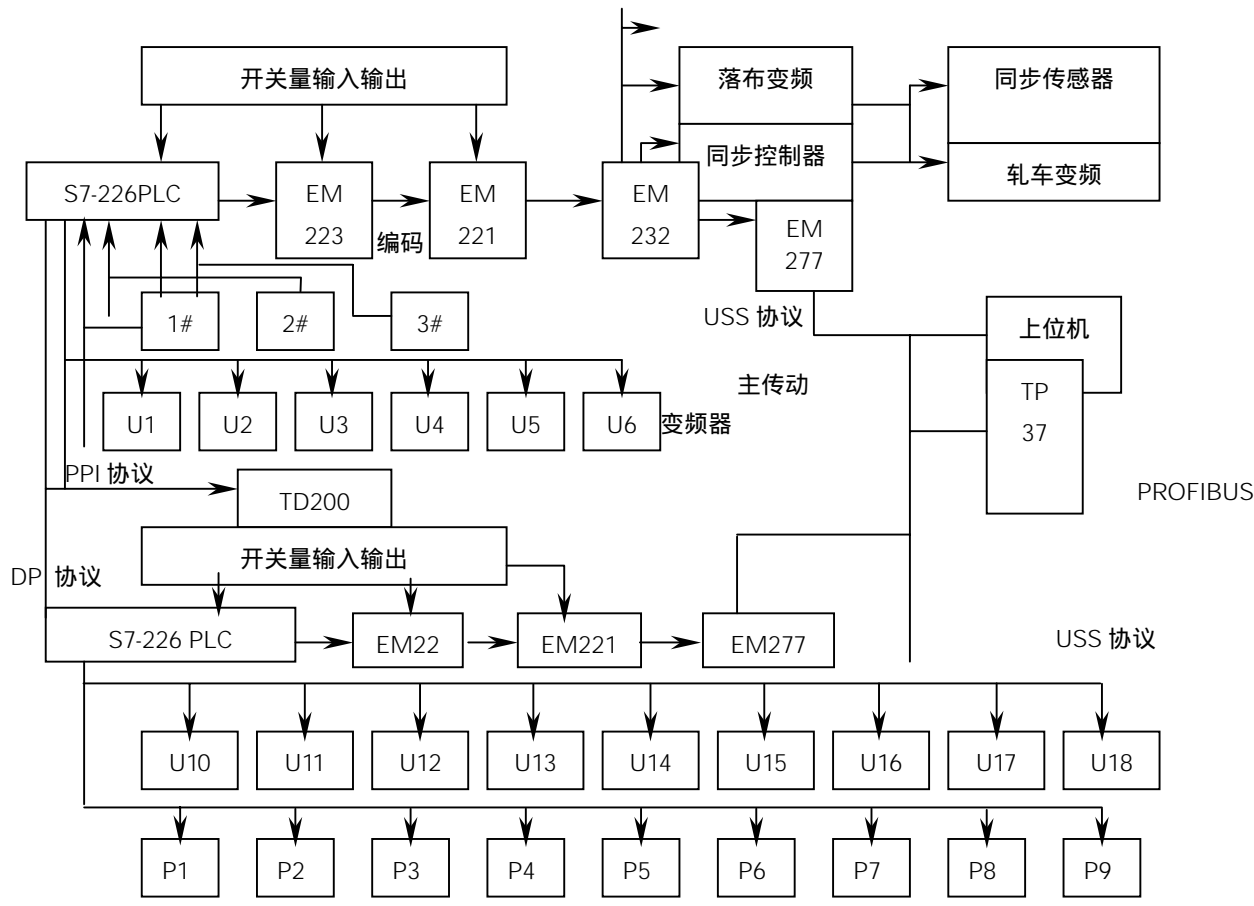 开关量输入输出
落布变频
同步传感器
同步控制器
轧车变频
S7-226PLC
EM
223
编码
EM
221
EM
232
EM
277
1#
2#
3#
USS 协议
上位机
主传动
TP
37
U1
U2
U3
U4
U5
U6
变频器
PPI 协议
TD200
PROFIBUS
开关量输入输出
DP 协议
S7-226 PLC
EM22
EM221
EM277
USS 协议
U10
U11
U12
U13
U14
U15
U16
U17
U18
P1
P2
P3
P4
P5
P6
P7
P8
P9